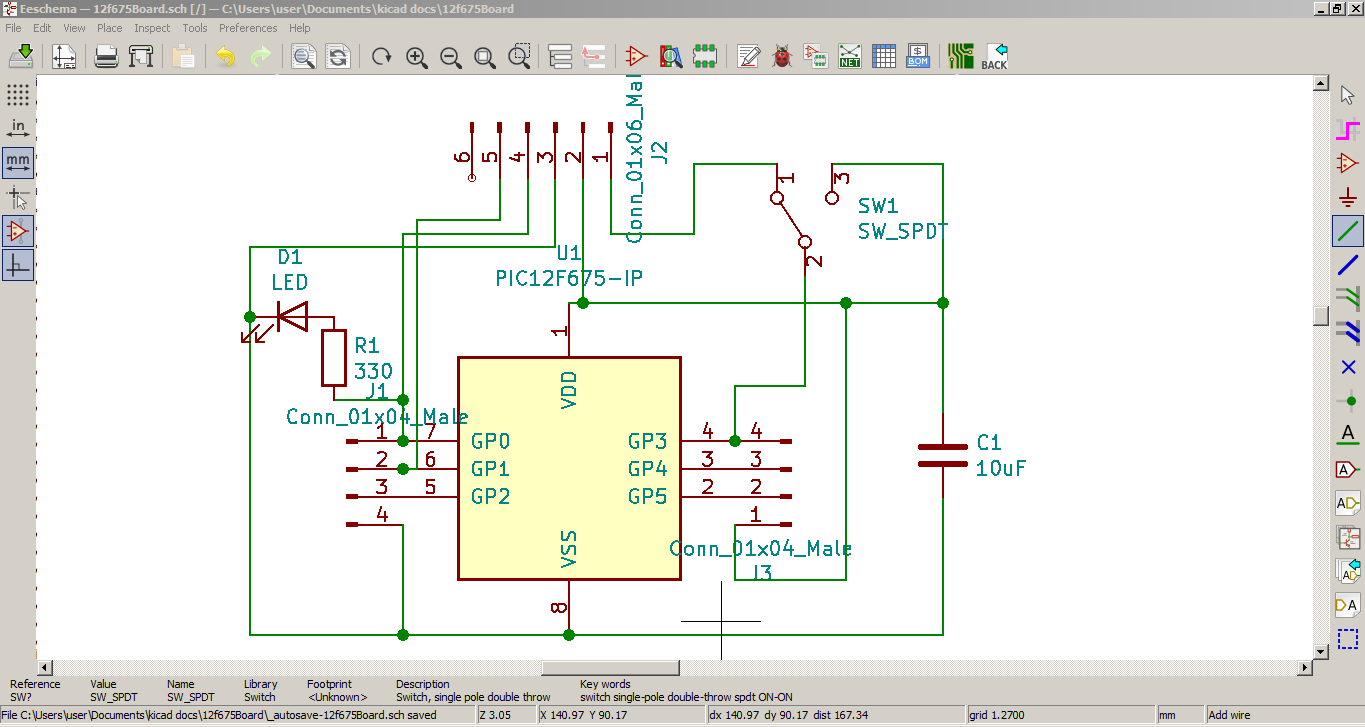 Eeschema — 12f675Board.sch [/] — C:\Users\user\Documents\kicad docs\12f675Board
File Edit View Place Inspect Tools Preferences Help
NET
$ BOM
BACK
in
mm
6 5 4 3 2 1
Conn_01x06_Ma
J2
1
3
SW1
SW_SPDT
2
D1
LED
U1
PIC12F675-IP
1
R1
330
J1
Conn_01x04_Male
VDD
1 7 GP0 GP3 4 4
2 6 GP1 GP4 3 3
3 5 GP2 GP5 2 2
4 1
C1
10uF
VSS
Conn_01x04_Male
J3
8
A
A
AD
AD
DA
Reference Value Name Library Footprint Description Key words
SW? SW_SPDT SW_SPDT Switch <Unknown> Switch, single pole double throw switch single-pole double-throw spdt ON-ON
File C:\Users\user\Documents\kicad docs\12f675Board\_autosave-12f675Board.sch saved Z 3.05 X 140.97 Y 90.17 dx 140.97 dy 90.17 dist 167.34 grid 1.2700 mm Add wire